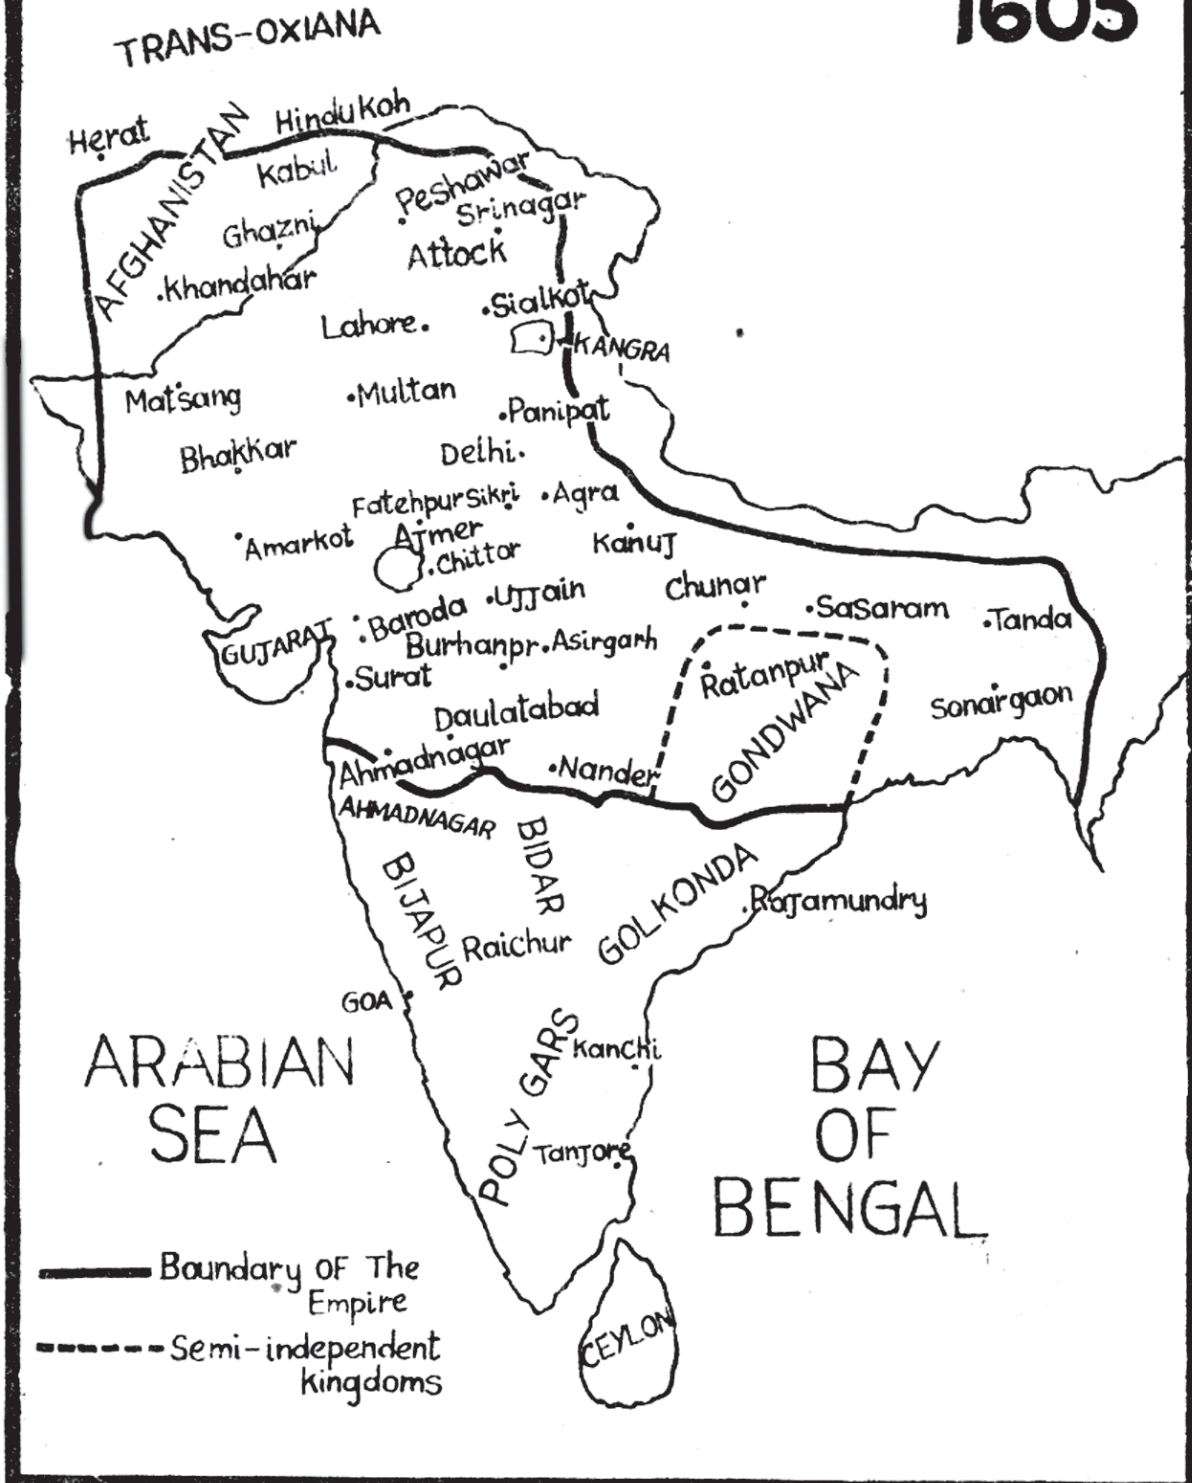 1605
TRANS-OXIANA
Herat
AFGHANISTAN
HinduKoh
Kabul
Peshawar
Srinagar
Ghazni
Attock
Khandahar
Sialkot
Lahore
KANGRA
Matsang
Multan
Panipat
Bhakkar
Delhi
Fatehpur Sikri
Agra
Amarkot
Ajmer
Kanuj
Chittor
Chunar
Ujjain
Sasaram
Baroda
Tanda
GUJARAT
Burhanpr
Asirgarh
Surat
Ratanpur
GONDWANA
Sonargaon
Daulatabad
Ahmadnagar
Nander
AHMADNAGAR
BIDAR
BIJAPUR
GOLKONDA
Rajamundry
Raichur
GOA
POLY GARS
Kanchi
ARABIAN
SEA
BAY
OF
BENGAL
Tanjore
Boundary OF The
Empire
Semi-independent
kingdoms
CEYLON